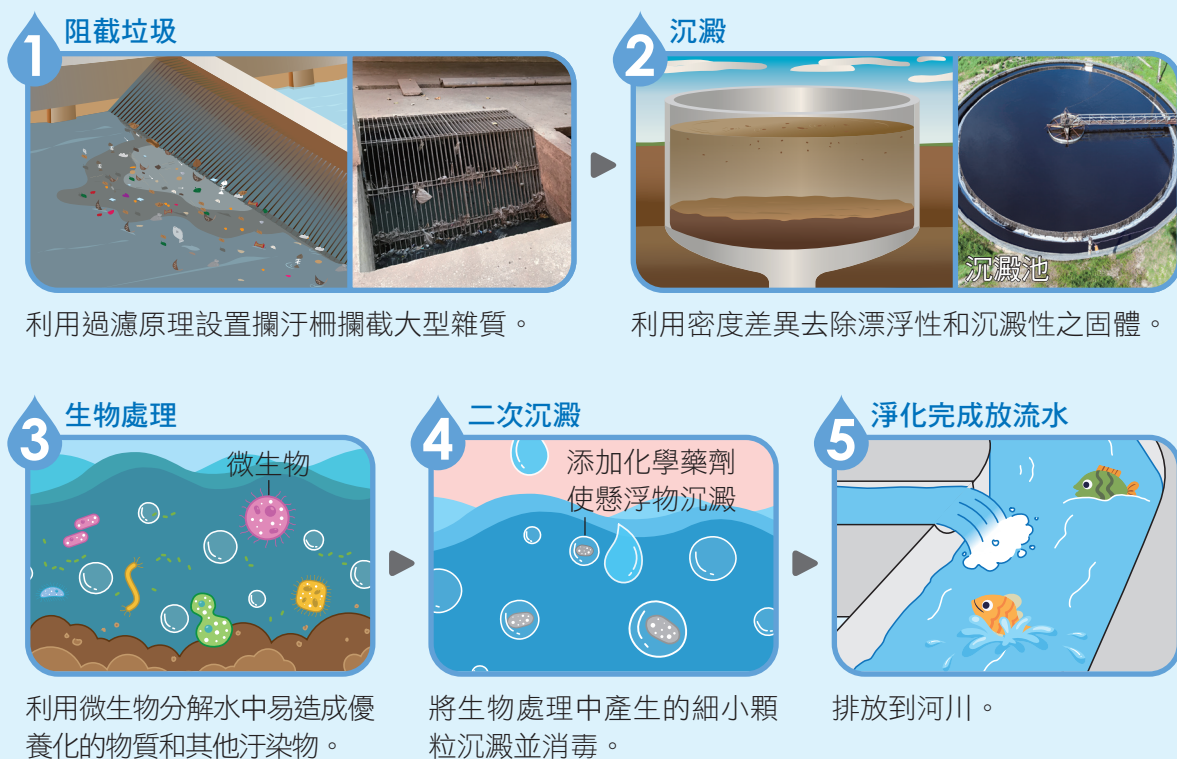 1 阻截垃圾
利用過濾原理設置攔汙柵攔截大型雜質。
2 沉澱
沉澱池
利用密度差異去除漂浮性和沉澱性之固體。
3 生物處理
微生物
利用微生物分解水中易造成優
養化的物質和其他汙染物。
4 二次沉澱
添加化學藥劑
使懸浮物沉澱
將生物處理中產生的細小顆
粒沉澱並消毒。
5 淨化完成放流水
排放到河川。